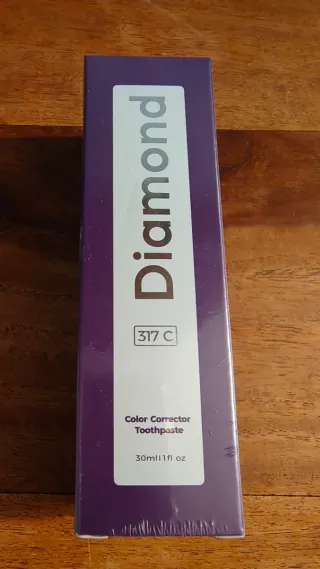 Diamond
317 C
Color Corrector
Toothpaste
30ml|1fl oz